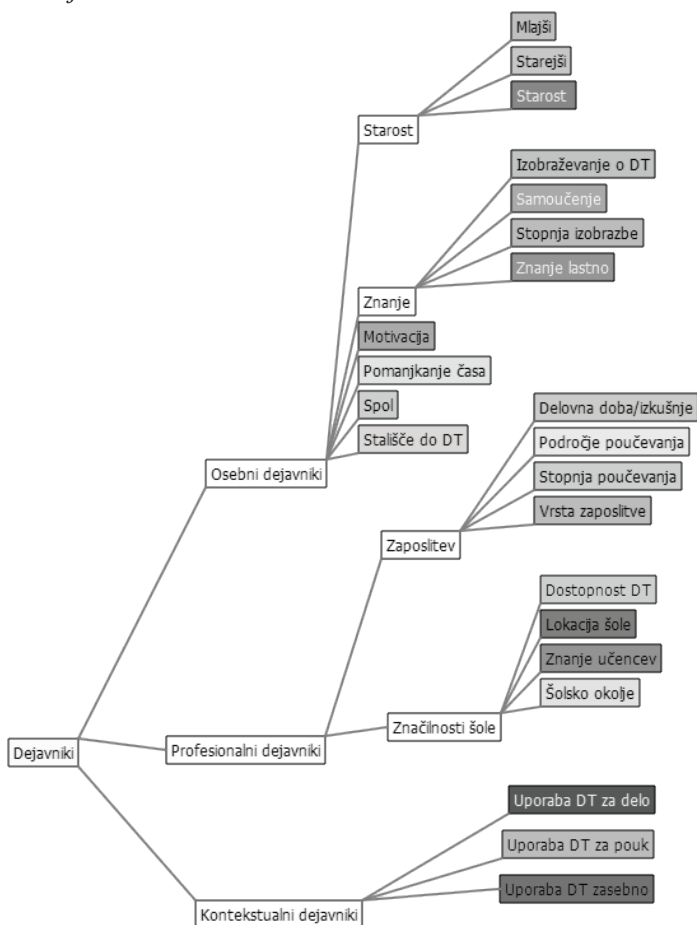 Mlajši
Starejši
Starost
Starost
Izobraževanje o DT
Samoučenje
Stopnja izobrazbe
Znanje lastno
Znanje
Motivacija
Pomanjkanje časa
Spol
Stališče do DT
Osebni dejavniki
Delovna doba/izkušnje
Področje poučevanja
Stopnja poučevanja
Vrsta zaposlitve
Zaposlitev
Dostopnost DT
Lokacija šole
Znanje učencev
Šolsko okolje
Značilnosti šole
Profesionalni dejavniki
Dejavniki
Uporaba DT za delo
Uporaba DT za pouk
Uporaba DT zasebno
Kontekstualni dejavniki